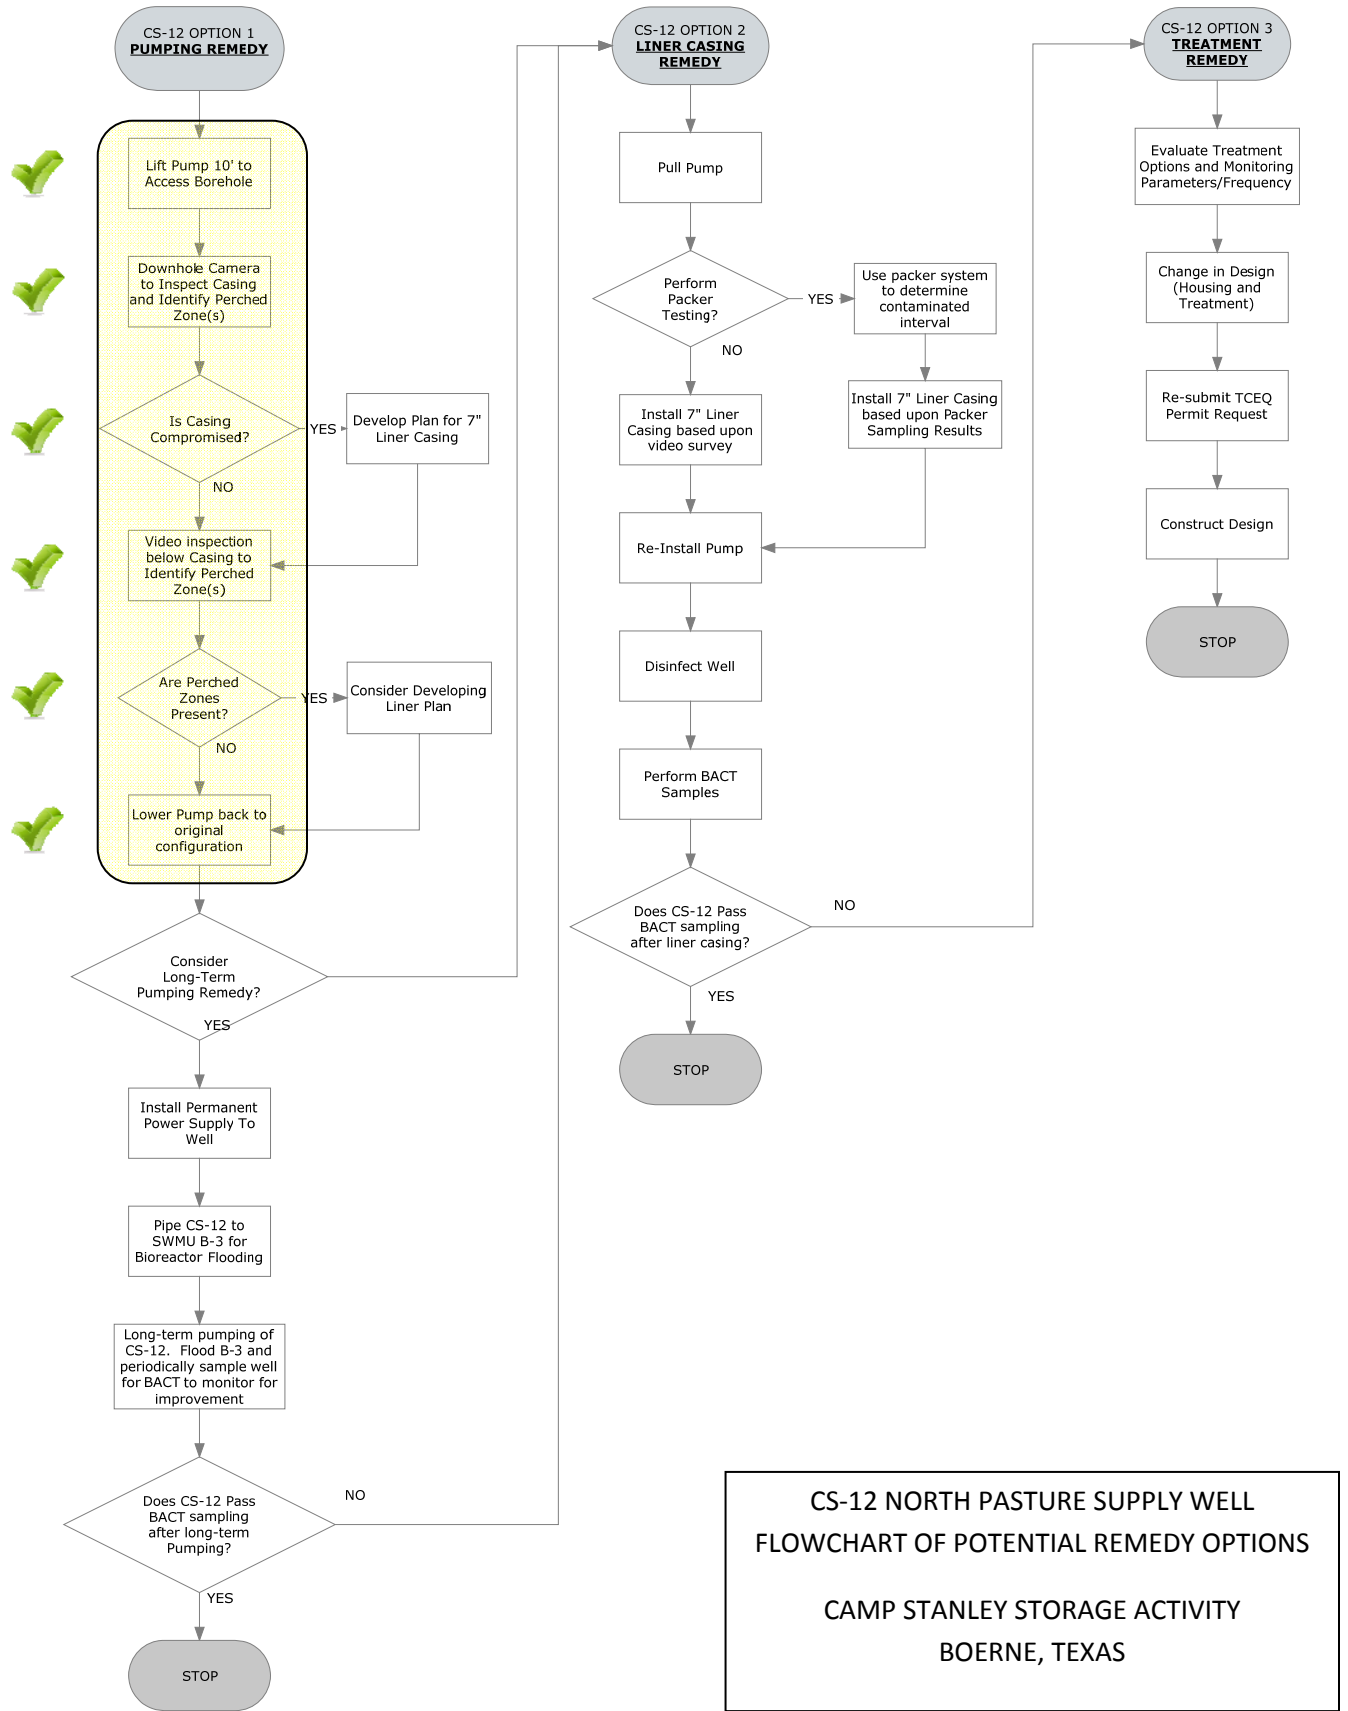 CS-12 OPTION 1
PUMPING REMEDY
Lift Pump 10' to
Access Borehole
Downhole Camera
to Inspect Casing
and Identify Perched
Zone(s)
Is Casing
Compromised?
YES
Develop Plan for 7"
Liner Casing
NO
Video inspection
below Casing to
Identify Perched
Zone(s)
Are Perched
Zones
Present?
YES
Consider Developing
Liner Plan
NO
Lower Pump back to
original
configuration
Consider
Long-Term
Pumping Remedy?
YES
Install Permanent
Power Supply To
Well
Pipe CS-12 to
SWMU B-3 for
Bioreactor Flooding
Long-term pumping of
CS-12.  Flood B-3 and
periodically sample well
for BACT to monitor for
improvement
Does CS-12 Pass
BACT sampling
after long-term
Pumping?
NO
YES
STOP
CS-12 OPTION 2
LINER CASING
REMEDY
Pull Pump
Perform
Packer
Testing?
YES
Use packer system
to determine
contaminated
interval
NO
Install 7" Liner
Casing based upon
video survey
Install 7" Liner Casing
based upon Packer
Sampling Results
Re-Install Pump
Disinfect Well
Perform BACT
Samples
Does CS-12 Pass
BACT sampling
after liner casing?
NO
YES
STOP
CS-12 OPTION 3
TREATMENT
REMEDY
Evaluate Treatment
Options and Monitoring
Parameters/Frequency
Change in Design
(Housing and
Treatment)
Re-submit TCEQ
Permit Request
Construct Design
STOP
CS-12 NORTH PASTURE SUPPLY WELL
FLOWCHART OF POTENTIAL REMEDY OPTIONS
CAMP STANLEY STORAGE ACTIVITY
BOERNE, TEXAS